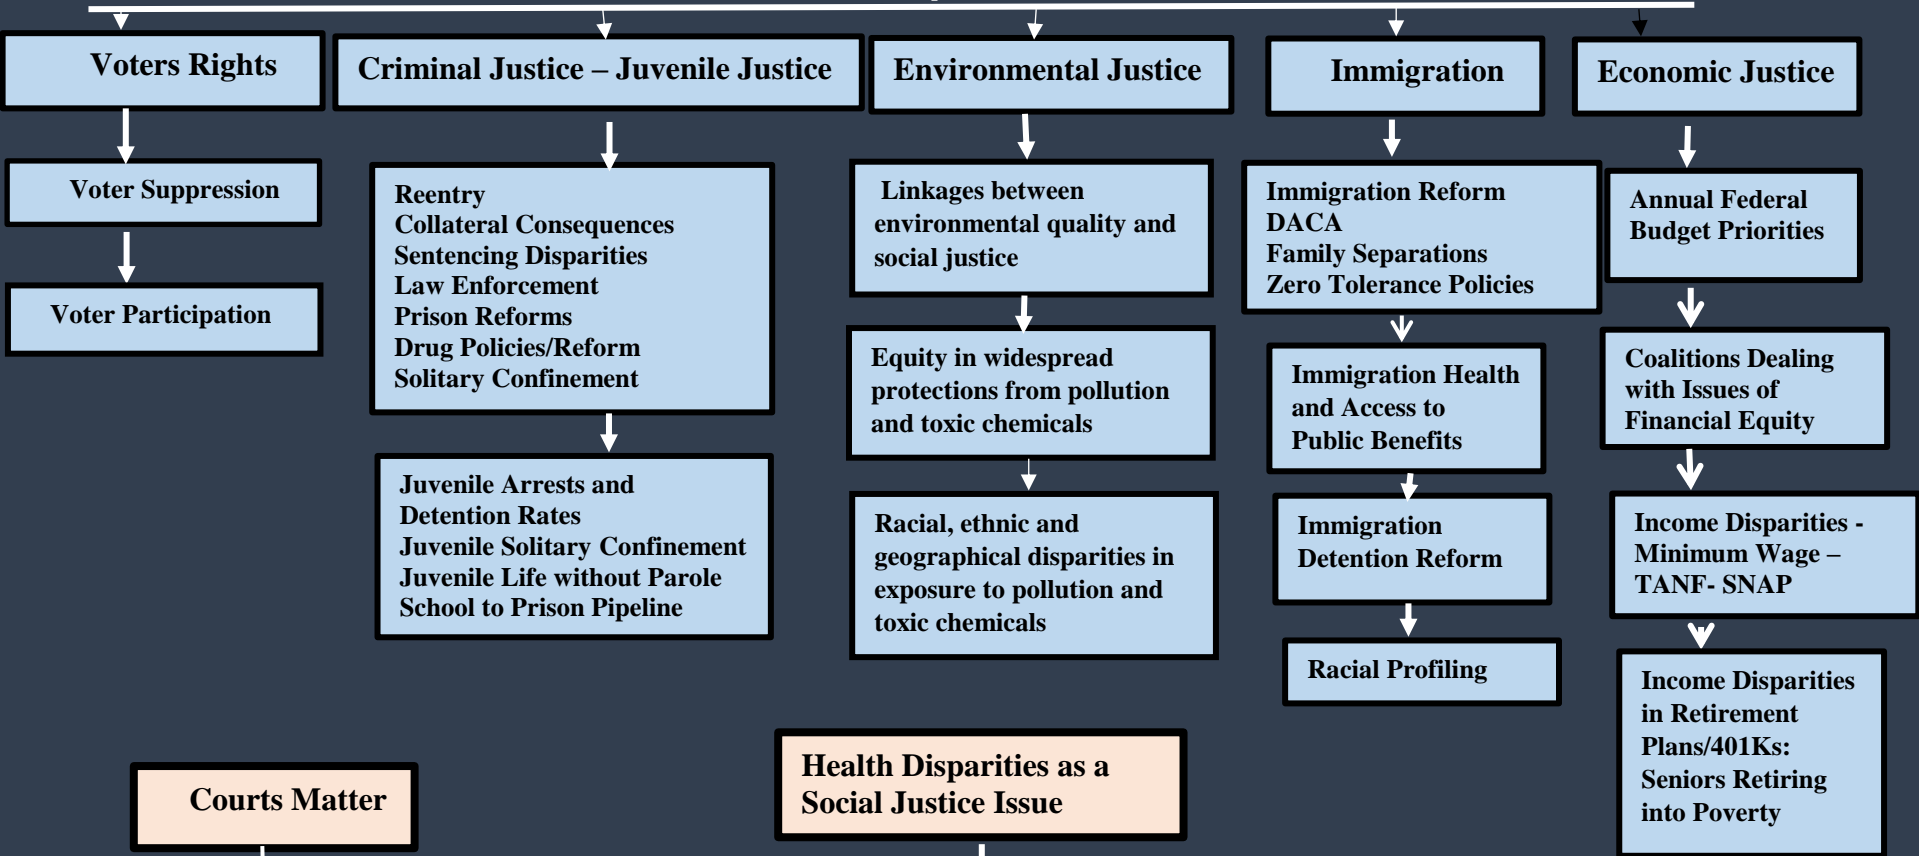 Voters Rights
Voter Suppression
Voter Participation
Criminal Justice – Juvenile Justice
Reentry
Collateral Consequences
Sentencing Disparities
Law Enforcement
Prison Reforms
Drug Policies/Reform
Solitary Confinement
Juvenile Arrests and
Detention Rates
Juvenile Solitary Confinement
Juvenile Life without Parole
School to Prison Pipeline
Environmental Justice
Linkages between
environmental quality and
social justice
Equity in widespread
protections from pollution
and toxic chemicals
Racial, ethnic and
geographical disparities in
exposure to pollution and
toxic chemicals
Immigration
Immigration Reform
DACA
Family Separations
Zero Tolerance Policies
Immigration Health
and Access to
Public Benefits
Immigration
Detention Reform
Racial Profiling
Economic Justice
Annual Federal
Budget Priorities
Coalitions Dealing
with Issues of
Financial Equity
Income Disparities -
Minimum Wage –
TANF- SNAP
Income Disparities
in Retirement
Plans/401Ks:
Seniors Retiring
into Poverty
Courts Matter
Health Disparities as a
Social Justice Issue